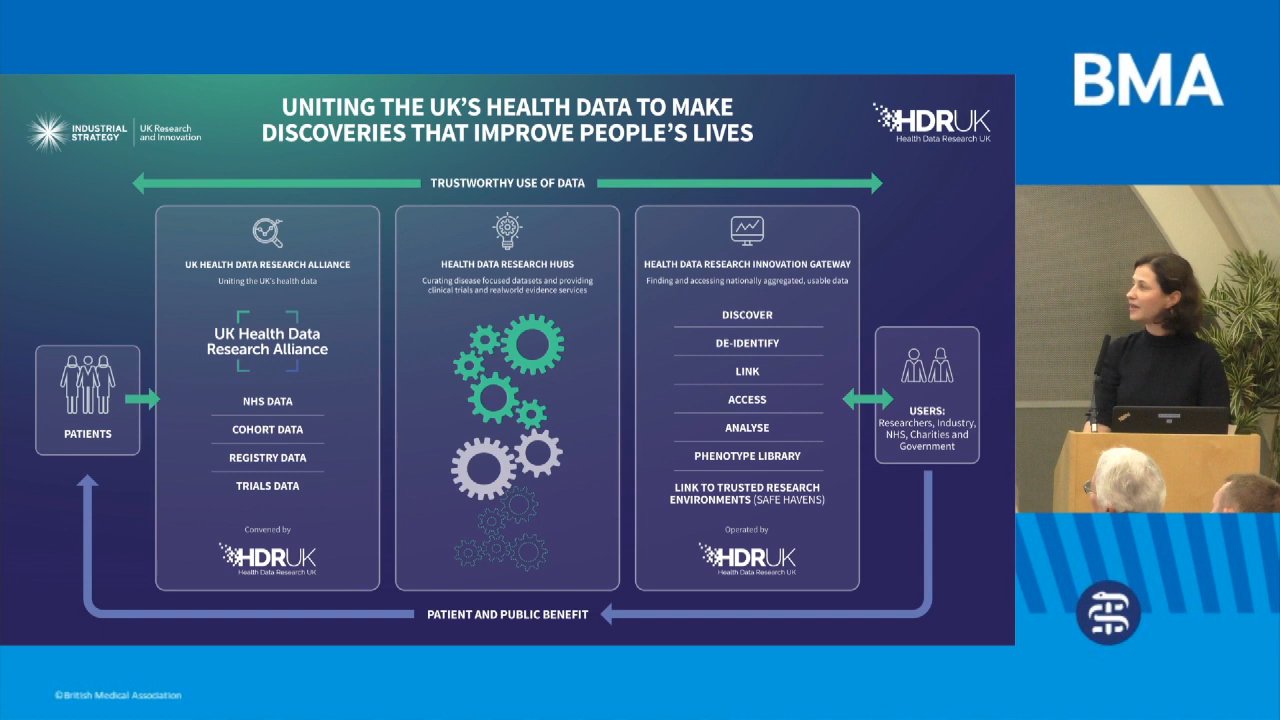 BMA
UNITING THE UK'S HEALTH DATA TO MAKE
DISCOVERIES THAT IMPROVE PEOPLE'S LIVES
INDUSTRIAL
STRATEGY
UK Research
and Innovation
HDRUK
Health Data Research UK
TRUSTWORTHY USE OF DATA
UK HEALTH DATA RESEARCH ALLIANCE
Uniting the UK's health data
UK Health Data
Research Alliance
NHS DATA
COHORT DATA
REGISTRY DATA
TRIALS DATA
Convened by
HDRUK
Health Data Research UK
HEALTH DATA RESEARCH HUBS
Curating disease focused datasets and providing
clinical trials and realworld evidence services
HEALTH DATA RESEARCH INNOVATION GATEWAY
Finding and accessing nationally aggregated, usable data
DISCOVER
DE-IDENTIFY
LINK
ACCESS
ANALYSE
PHENOTYPE LIBRARY
LINK TO TRUSTED RESEARCH
ENVIRONMENTS (SAFE HAVENS)
Operated by
HDRUK
Health Data Research UK
PATIENTS
USERS:
Researchers, Industry,
NHS, Charities and
Government
PATIENT AND PUBLIC BENEFIT
©British Medical Association